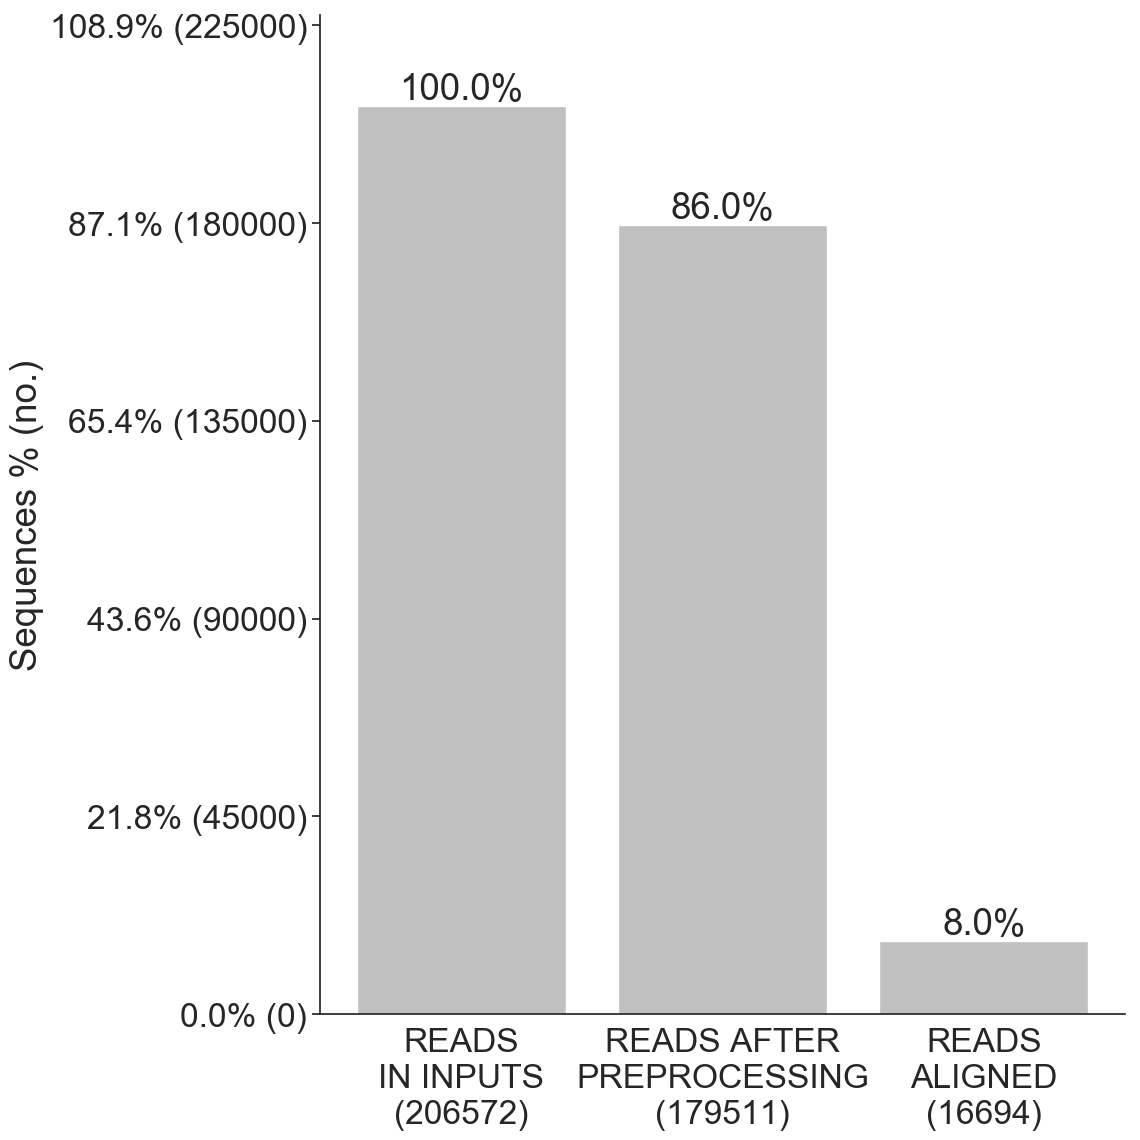 108.9% (225000)
100.0%
86.0%
87.1% (180000)
Sequences % (no.)
65.4% (135000)
43.6% (90000)
21.8% (45000)
8.0%
0.0% (0)
READS
IN INPUTS
(206572)
READS AFTER
PREPROCESSING
(179511)
READS
ALIGNED
(16694)